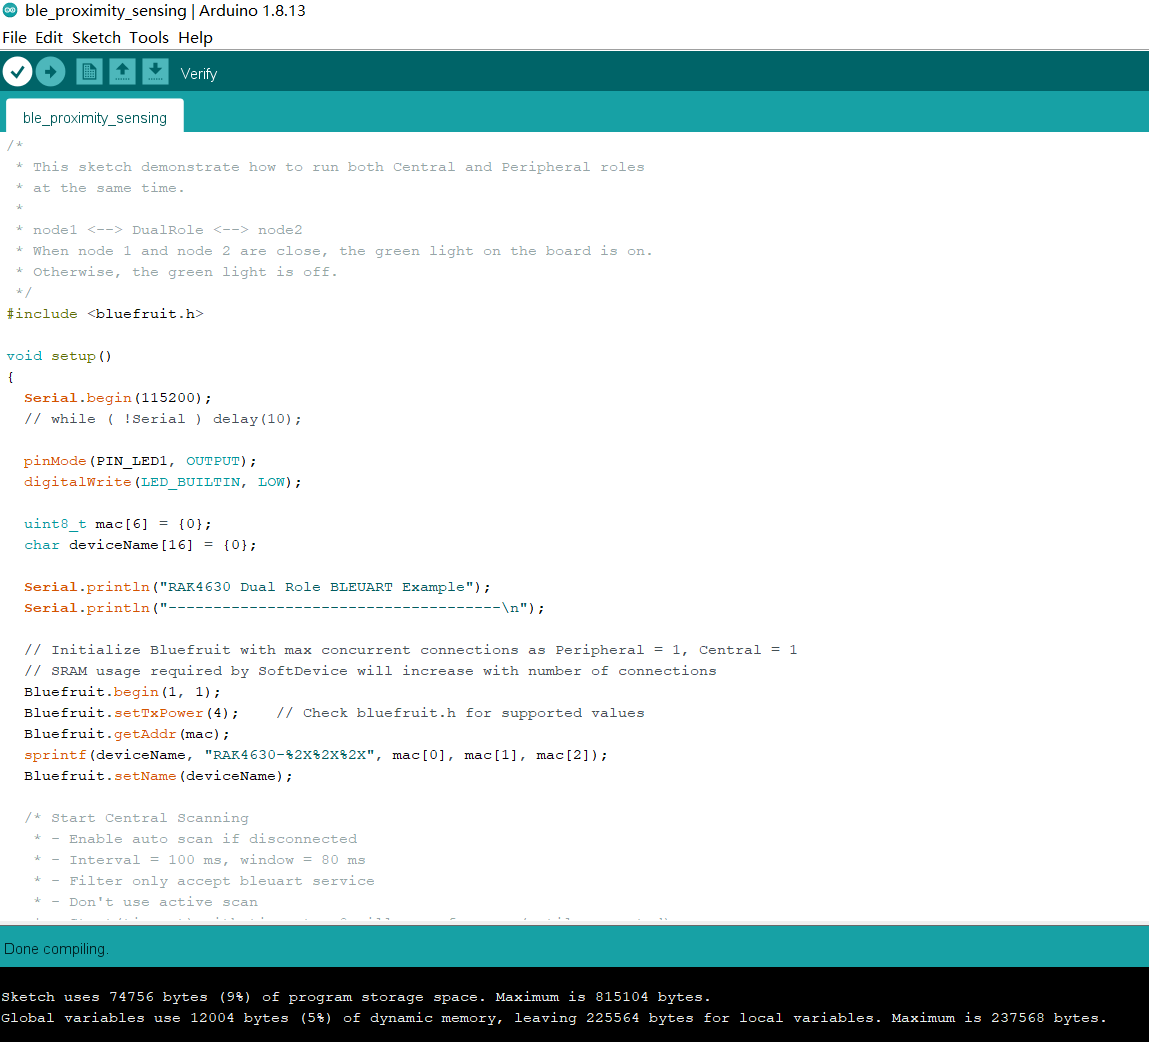 ble_proximity_sensing | Arduino 1.8.13
File Edit Sketch Tools Help
Verify
ble_proximity_sensing
/*
 * This sketch demonstrate how to run both Central and Peripheral roles
 * at the same time.
 *
 * node1 <--> DualRole <--> node2
 * When node 1 and node 2 are close, the green light on the board is on.
 * Otherwise, the green light is off.
 */
#include <bluefruit.h>
void setup()
{
  Serial.begin(115200);
  // while ( !Serial ) delay(10);
  pinMode(PIN_LED1, OUTPUT);
  digitalWrite(LED_BUILTIN, LOW);
  uint8_t mac[6] = {0};
  char deviceName[16] = {0};
  Serial.println("RAK4630 Dual Role BLEUART Example");
  Serial.println("-------------------------------------\n");
  // Initialize Bluefruit with max concurrent connections as Peripheral = 1, Central = 1
  // SRAM usage required by SoftDevice will increase with number of connections
  Bluefruit.begin(1, 1);
  Bluefruit.setTxPower(4);    // Check bluefruit.h for supported values
  Bluefruit.getAddr(mac);
  sprintf(deviceName, "RAK4630-%2X%2X%2X", mac[0], mac[1], mac[2]);
  Bluefruit.setName(deviceName);
  /* Start Central Scanning
   * - Enable auto scan if disconnected
   * - Interval = 100 ms, window = 80 ms
   * - Filter only accept bleuart service
   * - Don't use active scan
Done compiling.
Sketch uses 74756 bytes (9%) of program storage space. Maximum is 815104 bytes.
Global variables use 12004 bytes (5%) of dynamic memory, leaving 225564 bytes for local variables. Maximum is 237568 bytes.